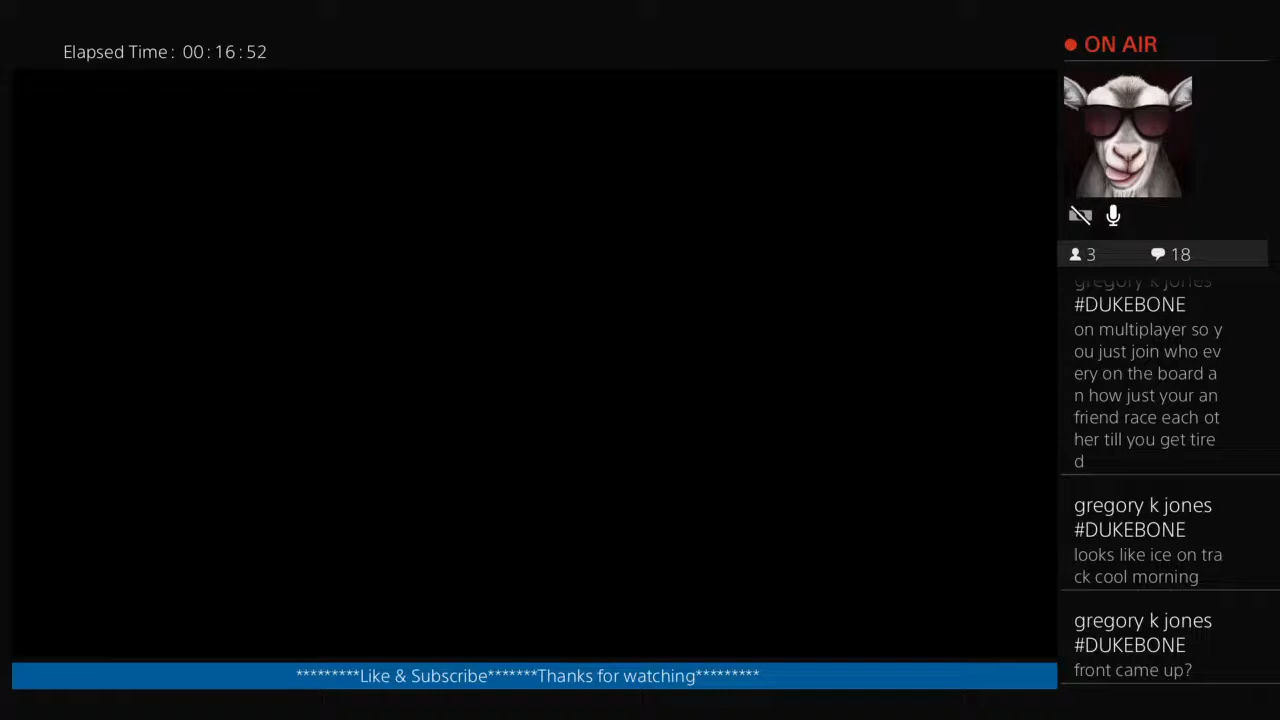 Elapsed Time: 00:16:52
ON AIR
3 18
gregory k jones
#DUKEBONE
on multiplayer so y
ou just join who ev
ery on the board a
n how just your an
friend race each ot
her till you get tire
d
gregory k jones
#DUKEBONE
looks like ice on tra
ck cool morning
gregory k jones
#DUKEBONE
front came up?
*********Like & Subscribe*******Thanks for watching*********